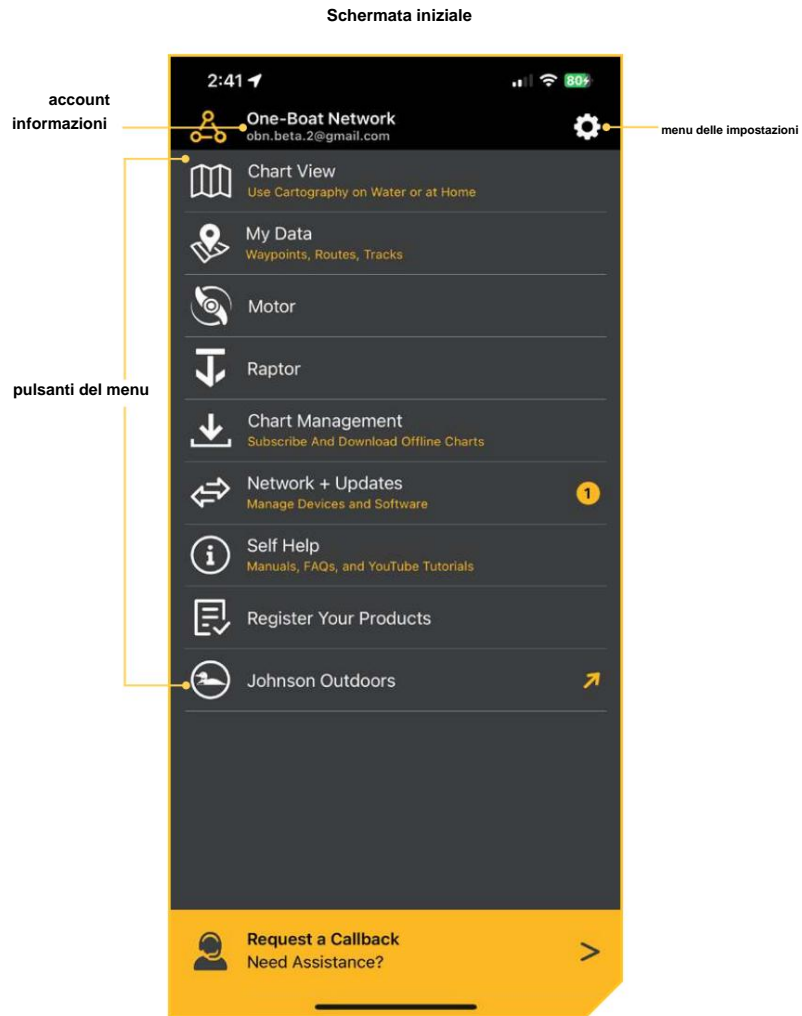 Schermata iniziale
2:41
80
account
informazioni
One-Boat Network
obn.beta.2@gmail.com
menu delle impostazioni
Chart View
Use Cartography on Water or at Home
My Data
Waypoints, Routes, Tracks
Motor
Raptor
pulsanti del menu
Chart Management
Subscribe And Download Offline Charts
Network + Updates
Manage Devices and Software
1
Self Help
Manuals, FAQs, and YouTube Tutorials
Register Your Products
Johnson Outdoors
Request a Callback
Need Assistance?